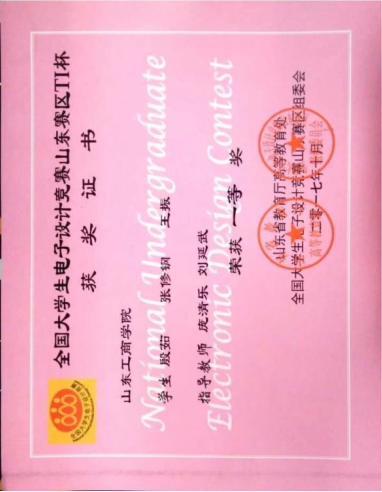 全国大学生电子设计竞赛山东赛区TI杯
获奖证书
山东工商学院
学生 殷茹 张修钢 王振
指导教师 庞清乐 刘延武
荣获 一等 奖
National Undergraduate
Electronic Design Contest
山东省教育厅高等教育处
全国大学生电子设计竞赛山东赛区组委会
二零一七年十月